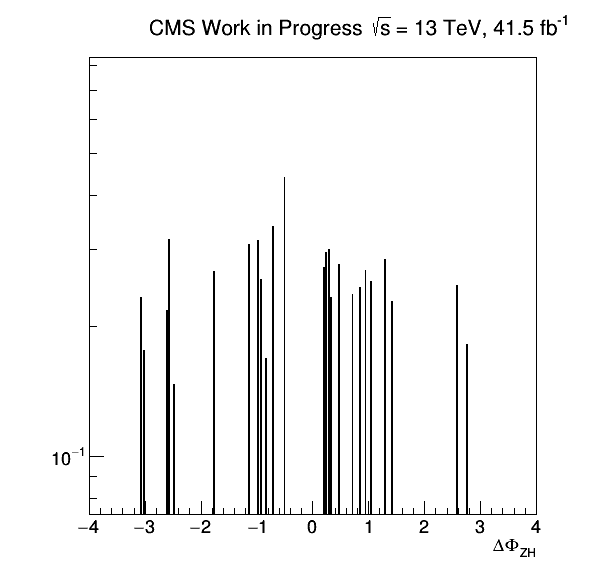 CMS Work in Progress √s = 13 TeV, 41.5 fb⁻¹
10⁻¹
−4 −3 −2 −1 0 1 2 3 4
ΔΦ_ZH